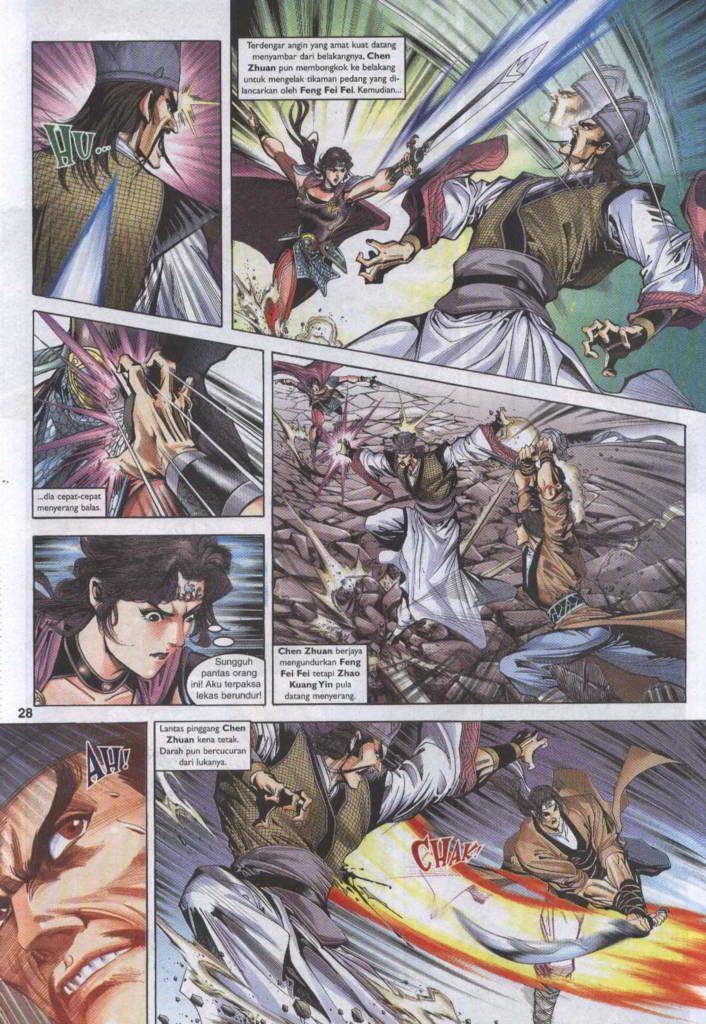 HU...
Terdengar angin yang amat kuat datang
menyambar dari belakangnya, Chen
Zhuan pun membongkok ke belakang
untuk mengelak tikaman pedang yang di-
lancarkan oleh Feng Fei Fei. Kemudian...
...dia cepat-cepat
menyerang balas.
Sungguh
pantas orang
ini! Aku terpaksa
lekas berundur!
Chen Zhuan berjaya
mengundurkan Feng
Fei Fei tetapi Zhao
Kuang Yin pula
datang menyerang.
28
AH!
Lantas pinggang Chen
Zhuan kena tetak.
Darah pun bercucuran
dari lukanya.
CHAK!